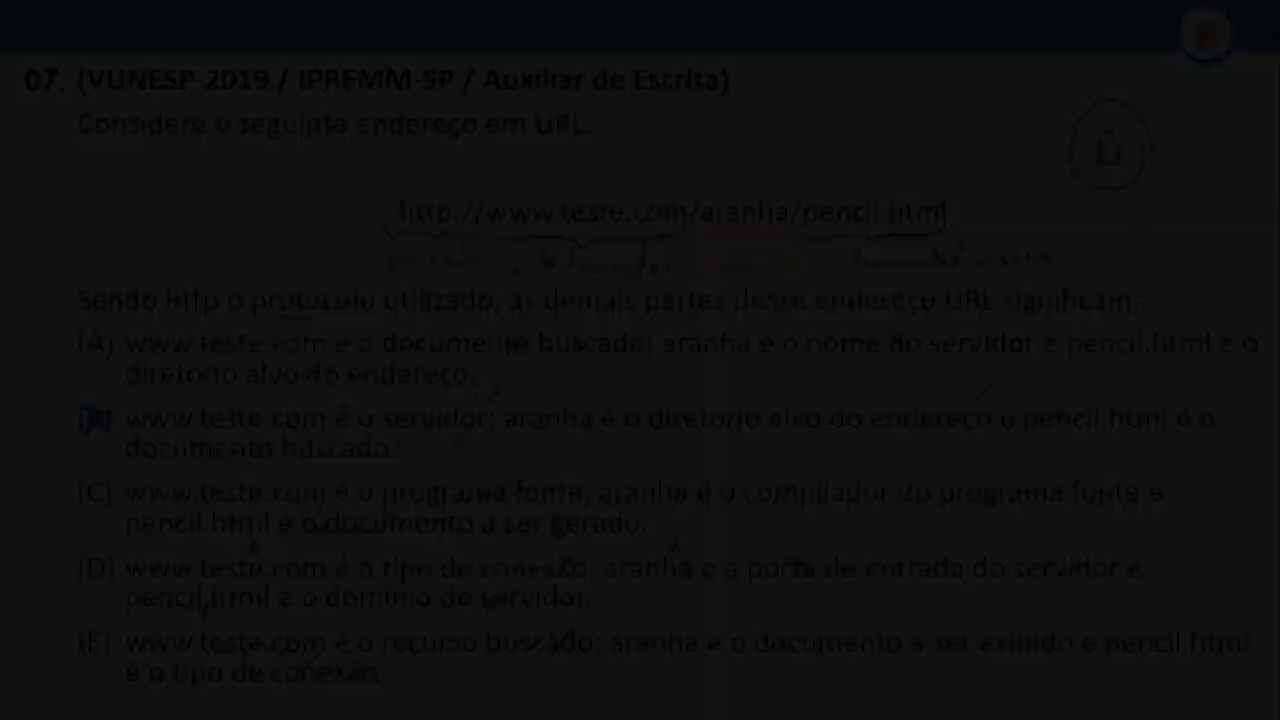 07. (VUNESP-2019 / IPREMM-SP / Auxiliar de Escrita)
Considere o seguinte endereço em URL.
http://www.teste.com/aranha/pencil.html
Sendo http o protocolo utilizado, as demais partes desse endereço URL significam:
(A) www.teste.com é o documento buscado; aranha é o nome do servidor e pencil.html é o
diretório alvo do endereço.
www.teste.com é o servidor; aranha é o diretório alvo do endereço e pencil.html é o
documento buscado.
(C) www.teste.com é o programa fonte, aranha é o compilador do programa fonte e
pencil.html é o documento a ser gerado.
(D) www.teste.com é o tipo de conexão; aranha é a porta de entrada do servidor e
pencil.html é o domínio do servidor.
(E) www.teste.com é o recurso buscado; aranha é o documento a ser exibido e pencil.html
é o tipo de conexão.